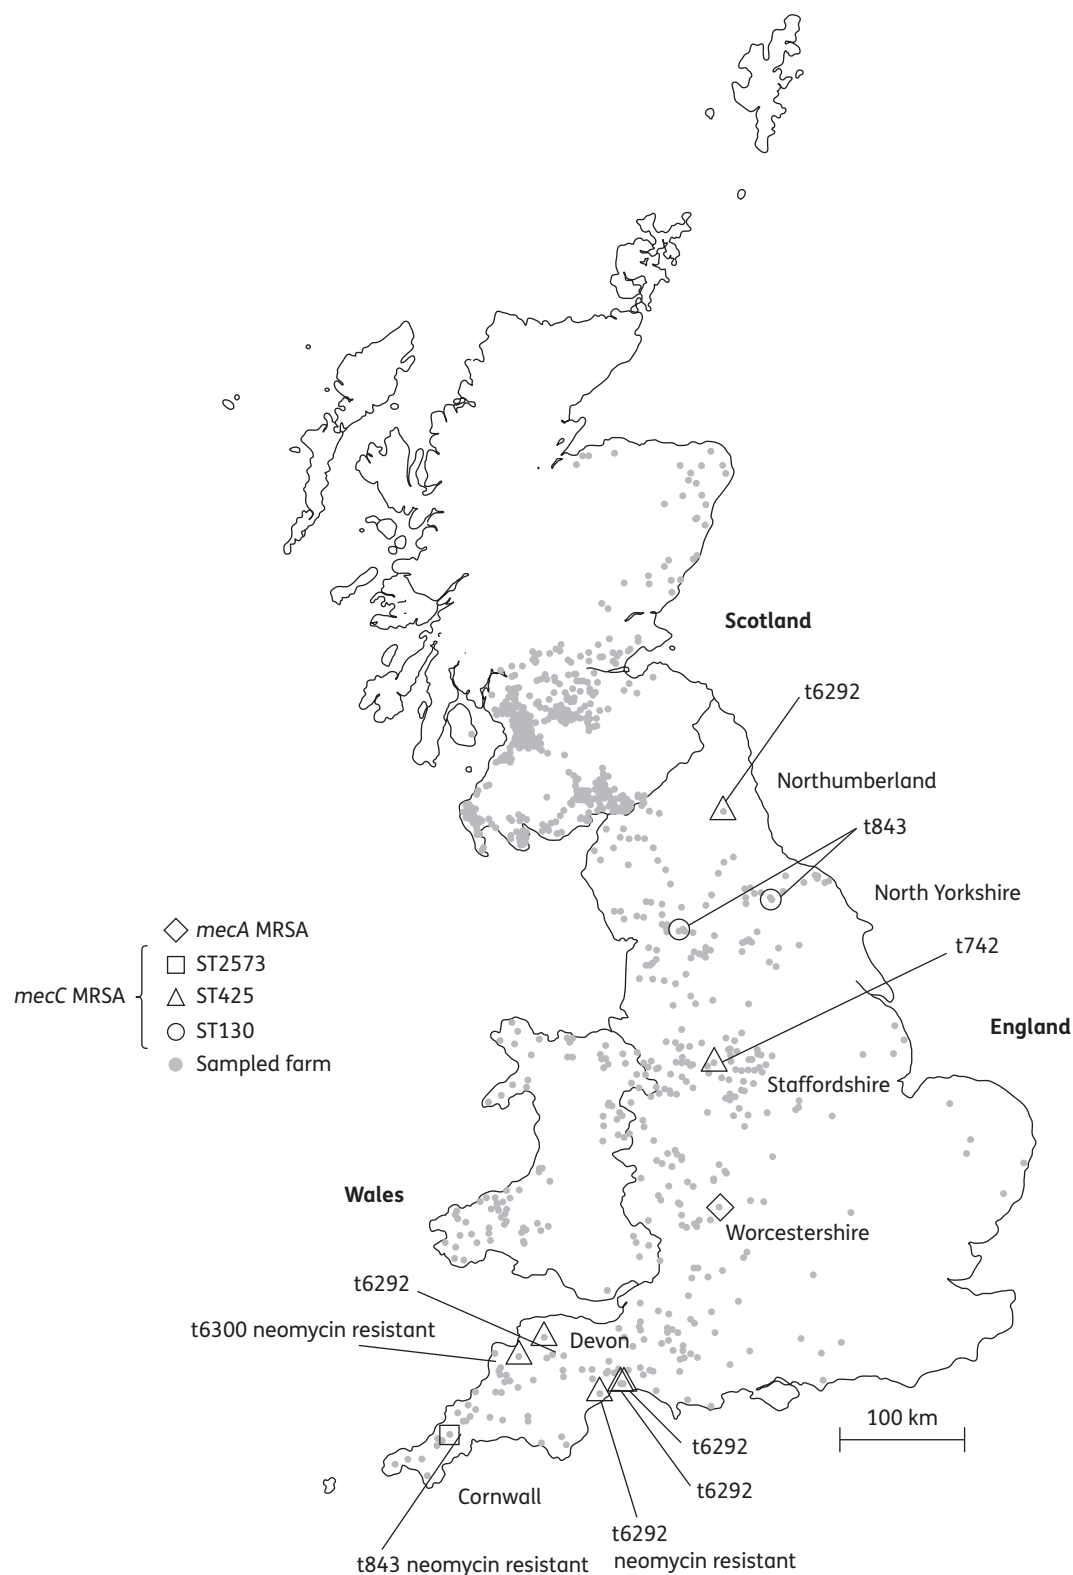 Scotland
t6292
Northumberland
t843
North Yorkshire
mecA MRSA
t742
ST2573
mecC MRSA
ST425
England
ST130
Sampled farm
Staffordshire
Wales
Worcestershire
t6292
t6300 neomycin resistant
Devon
100 km
t6292
t6292
Cornwall
t6292
neomycin resistant
t843 neomycin resistant